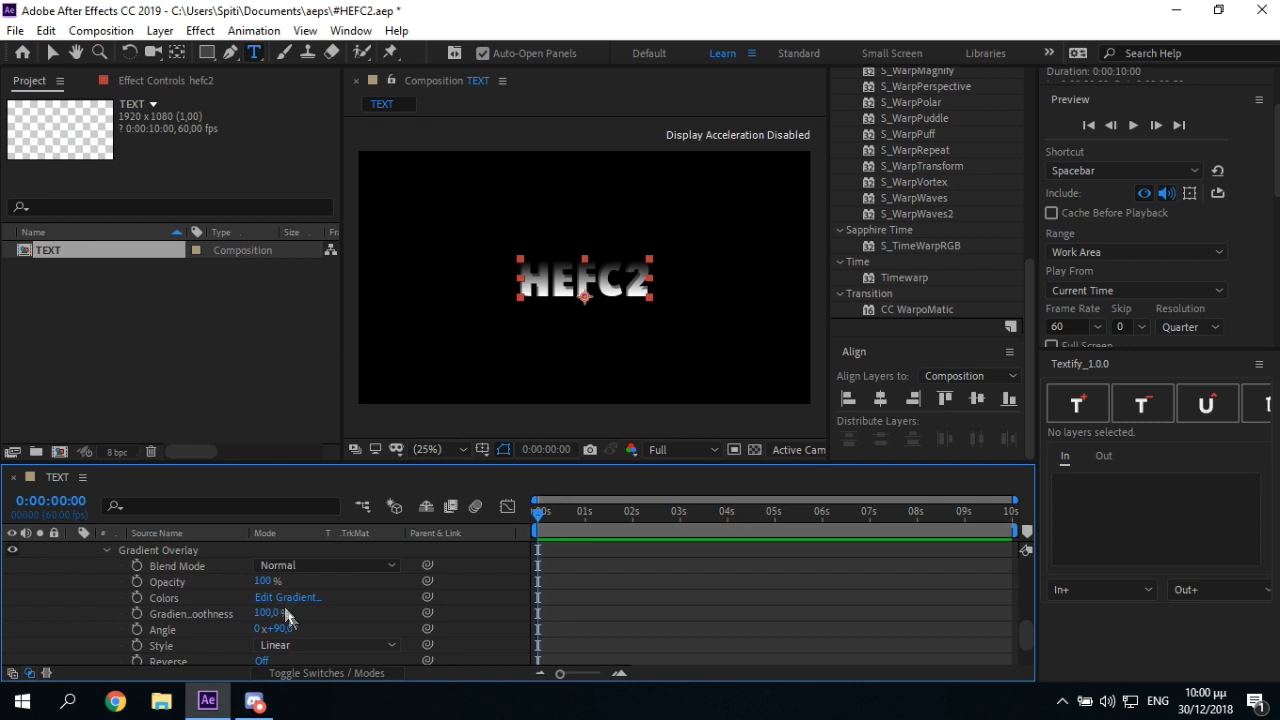 Adobe After Effects CC 2019 - C:\Users\Spiti\Documents\aeps\#HEFC2.aep *
File Edit Composition Layer Effect Animation View Window Help
Auto-Open Panels Default Learn Standard Small Screen Libraries Search Help
Project Effect Controls hefc2
TEXT
1920 x 1080 (1,00)
? 0:00:10:00, 60,00 fps
Name Type Size Fra
TEXT Composition
8 bpc
Composition TEXT
TEXT
Display Acceleration Disabled
HEFC2
(25%) 0:00:00:00 Full Active Cam
S_WarpMagnify
S_WarpPerspective
S_WarpPolar
S_WarpPuddle
S_WarpPuff
S_WarpRepeat
S_WarpTransform
S_WarpVortex
S_WarpWaves
S_WarpWaves2
Sapphire Time
S_TimeWarpRGB
Time
Timewarp
Transition
CC WarpoMatic
Align
Align Layers to: Composition
Distribute Layers:
Duration: 0:00:10:00
Preview
Shortcut
Spacebar
Include:
Cache Before Playback
Range
Work Area
Play From
Current Time
Frame Rate Skip Resolution
60 0 Quarter
Full Screen
Textify_1.0.0
T T U
No layers selected.
In Out
In+ Out+
TEXT
0:00:00:00
00000 (60.00 fps)
# Source Name Mode T .TrkMat Parent & Link
:00s 01s 02s 03s 04s 05s 06s 07s 08s 09s 10s
Gradient Overlay
Blend Mode Normal
Opacity 100 %
Colors Edit Gradient...
Gradien...oothness 100,0 %
Angle 0 x+90,0
Style Linear
Reverse Off
Toggle Switches / Modes
Ae ENG 10:00 μμ
30/12/2018 1